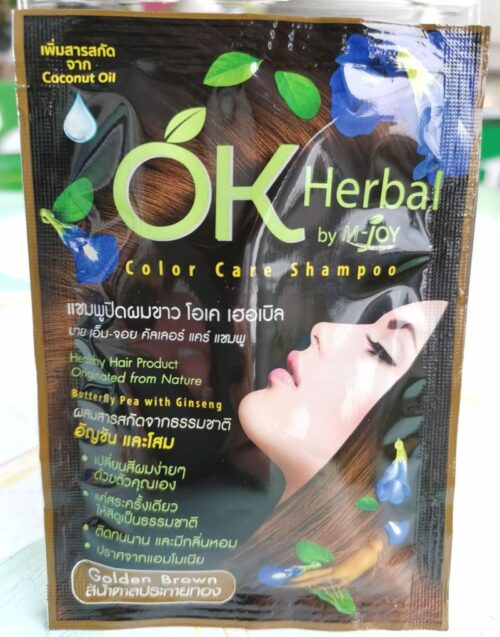 เพิ่มสารสกัด
จาก
Coconut Oil
OK Herbal
by M-JOY
Color Care Shampoo
แชมพูปิดผมขาว โอเค เฮอเบิล
บาย เอ็ม-จอย คัลเลอร์ แคร์ แชมพู
Healthy Hair Product
Originated from Nature
Butterfly Pea with Ginseng
ผสมสารสกัดจากธรรมชาติ
อัญชัน และโสม
• เปลี่ยนสีผมง่ายๆ
ด้วยตัวคุณเอง
• แค่สระครั้งเดียว
ให้สีดูเป็นธรรมชาติ
• ติดทนนาน และมีกลิ่นหอม
• ปราศจากแอมโมเนีย
Golden Brown
สีน้ำตาลประกายทอง